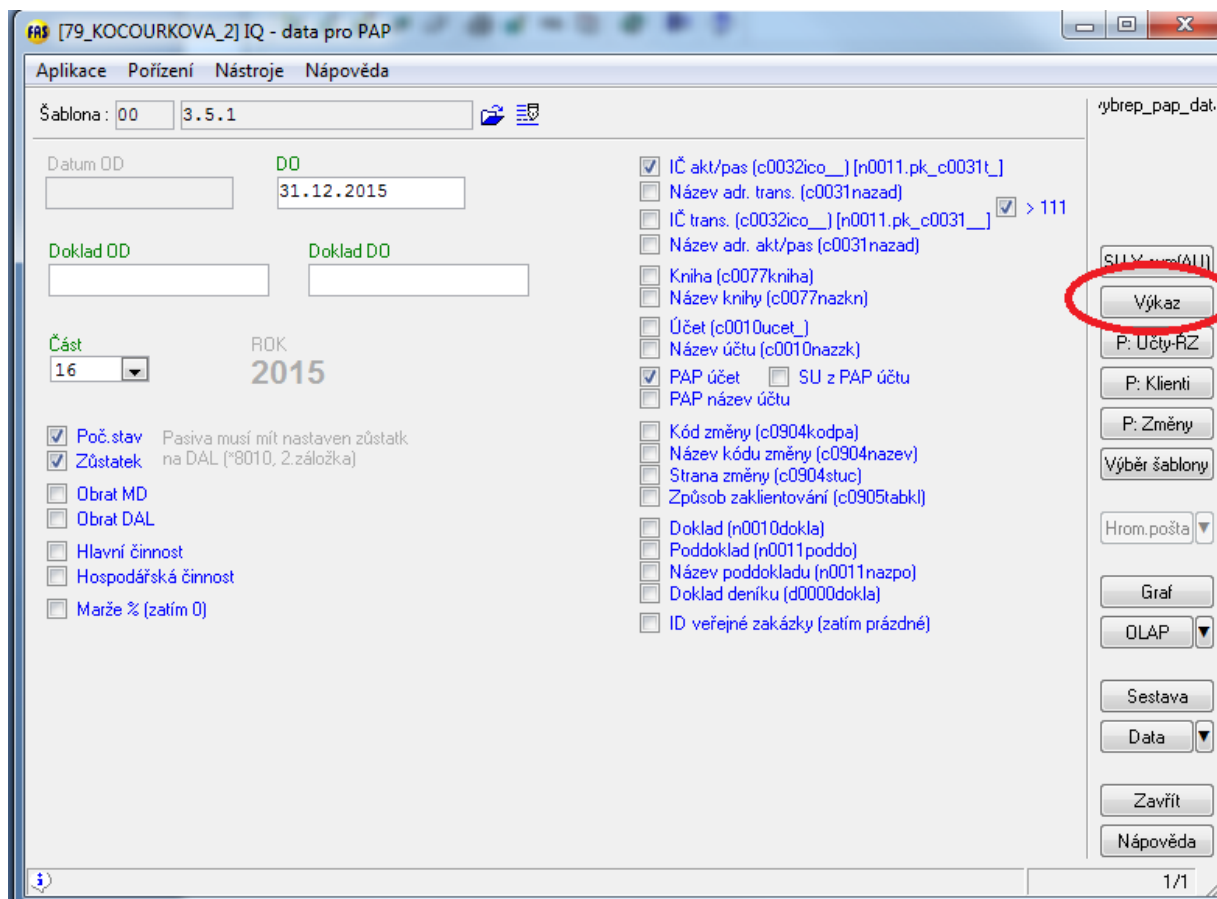 FAS [79_KOCOURKOVA_2] IQ - data pro PAP
Aplikace Pořízení Nástroje Nápověda
Šablona : 00 3.5.1
Datum OD DO
31.12.2015
Doklad OD Doklad DO
Část ROK
16 2015
Poč.stav Pasiva musí mít nastaven zůstatk
Zůstatek na DAL (*8010, 2.záložka)
Obrat MD
Obrat DAL
Hlavní činnost
Hospodářská činnost
Marže % (zatím 0)
IČ akt/pas (c0032ico__) [n0011.pk_c0031t_]
Název adr. trans. (c0031nazad)
> 111
IČ trans. (c0032ico__) [n0011.pk_c0031__]
Název adr. akt/pas (c0031nazad)
Kniha (c0077kniha)
Název knihy (c0077nazkn)
Účet (c0010ucet_)
Název účtu (c0010nazzk)
PAP účet SU z PAP účtu
PAP název účtu
Kód změny (c0904kodpa)
Název kódu změny (c0904nazev)
Strana změny (c0904stuc)
Způsob zaklientování (c0905tabkl)
Doklad (n0010dokla)
Poddoklad (n0011poddo)
Název poddokladu (n0011nazpo)
Doklad deníku (d0000dokla)
ID veřejné zakázky (zatím prázdné)
ybrep_pap_dat
Výkaz
P: Účty-ŘZ
P: Klienti
P: Změny
Výběr šablony
Hrom.pošta
Graf
OLAP
Sestava
Data
Zavřít
Nápověda
1/1